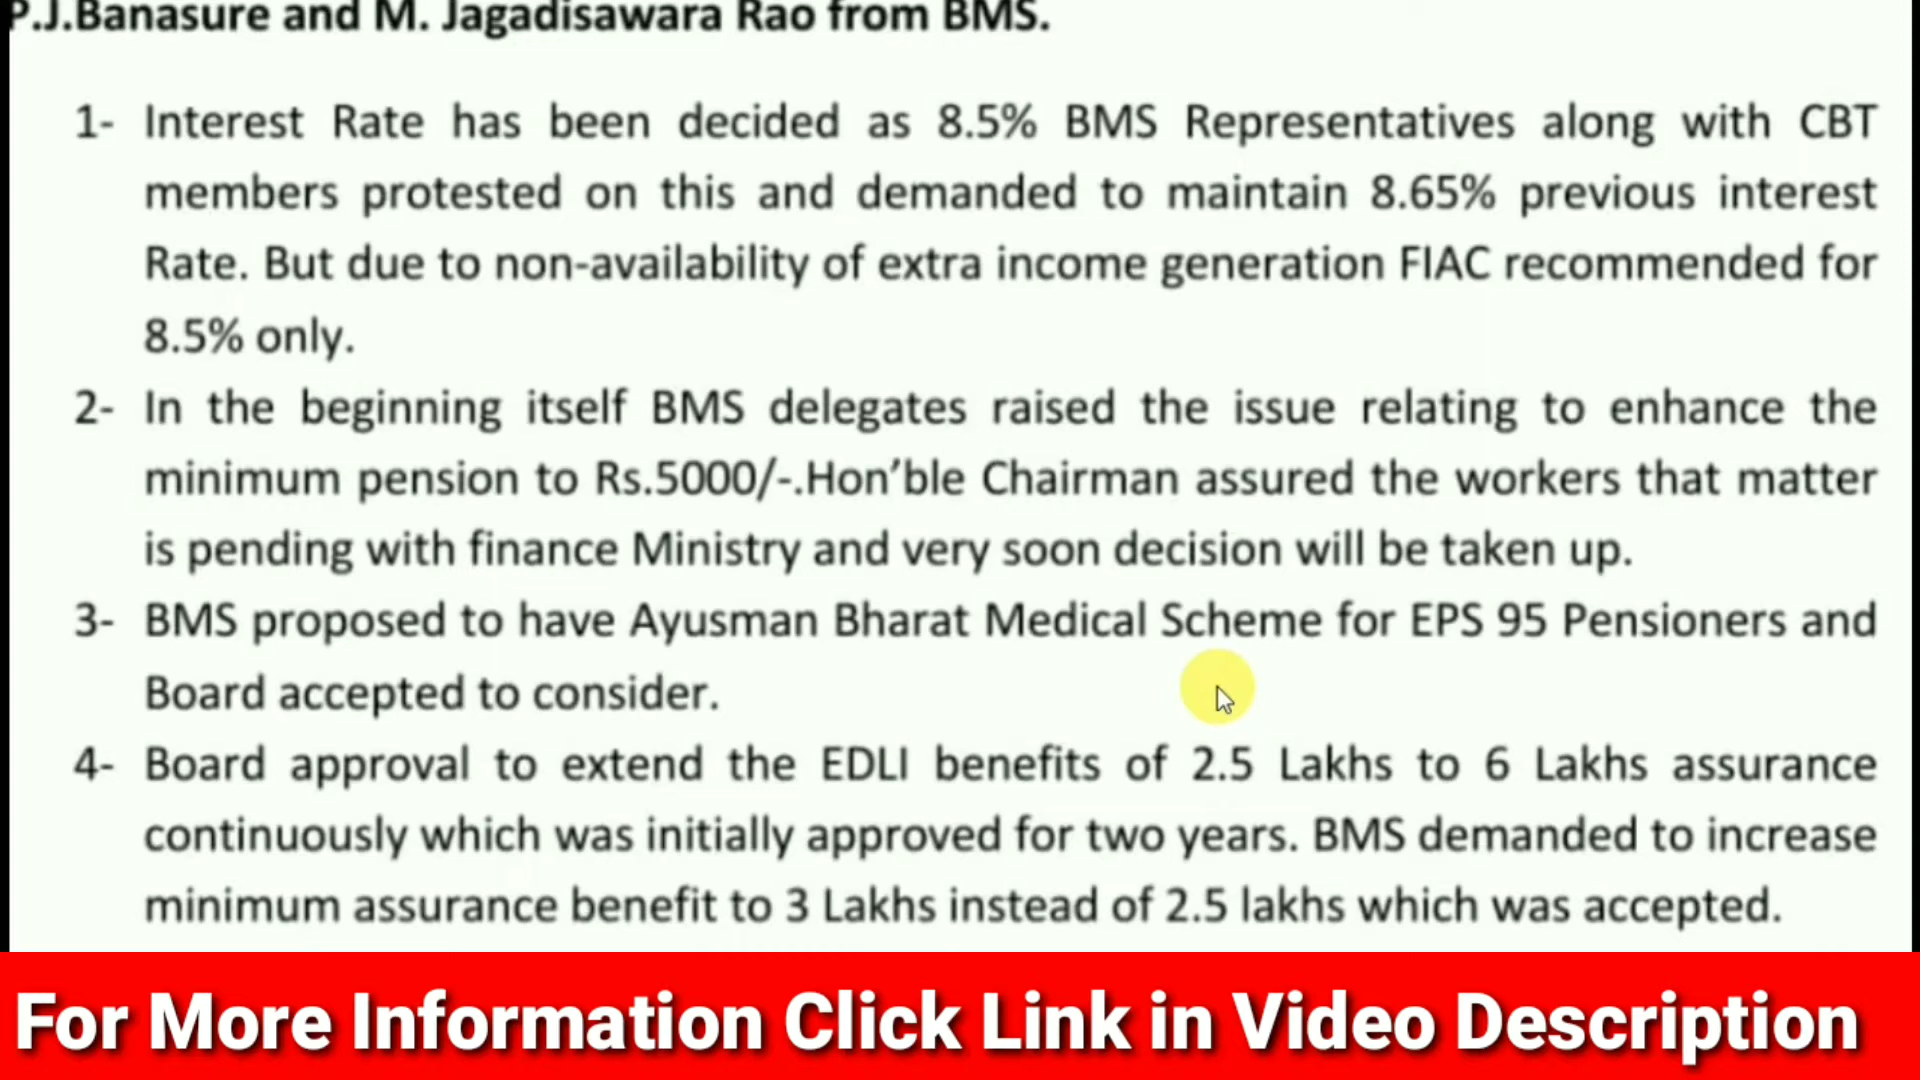 P.J.Banasure and M. Jagadisawara Rao from BMS.
1- Interest Rate has been decided as 8.5% BMS Representatives along with CBT
members protested on this and demanded to maintain 8.65% previous interest
Rate. But due to non-availability of extra income generation FIAC recommended for
8.5% only.
2- In the beginning itself BMS delegates raised the issue relating to enhance the
minimum pension to Rs.5000/-.Hon’ble Chairman assured the workers that matter
is pending with finance Ministry and very soon decision will be taken up.
3- BMS proposed to have Ayusman Bharat Medical Scheme for EPS 95 Pensioners and
Board accepted to consider.
4- Board approval to extend the EDLI benefits of 2.5 Lakhs to 6 Lakhs assurance
continuously which was initially approved for two years. BMS demanded to increase
minimum assurance benefit to 3 Lakhs instead of 2.5 lakhs which was accepted.
For More Information Click Link in Video Description